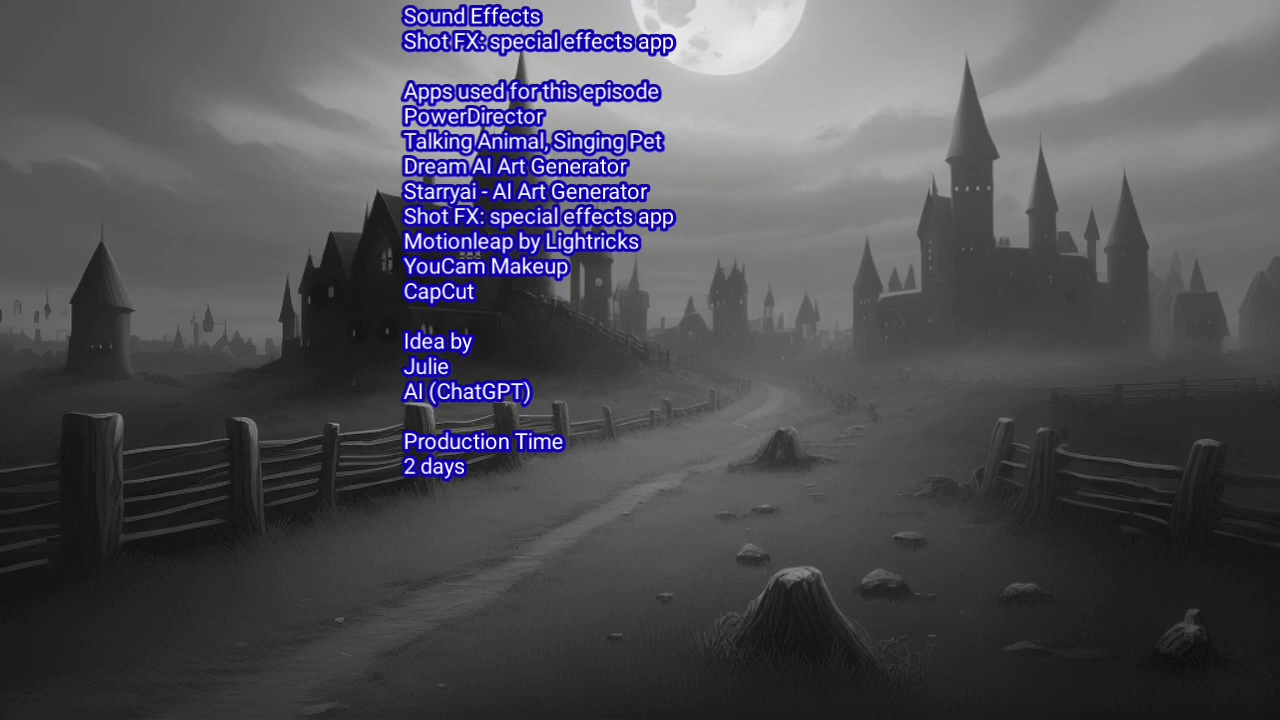 Sound Effects
Shot FX: special effects app
Apps used for this episode
PowerDirector
Talking Animal, Singing Pet
Dream AI Art Generator
Starryai - AI Art Generator
Shot FX: special effects app
Motionleap by Lightricks
YouCam Makeup
CapCut
Idea by
Julie
AI (ChatGPT)
Production Time
2 days